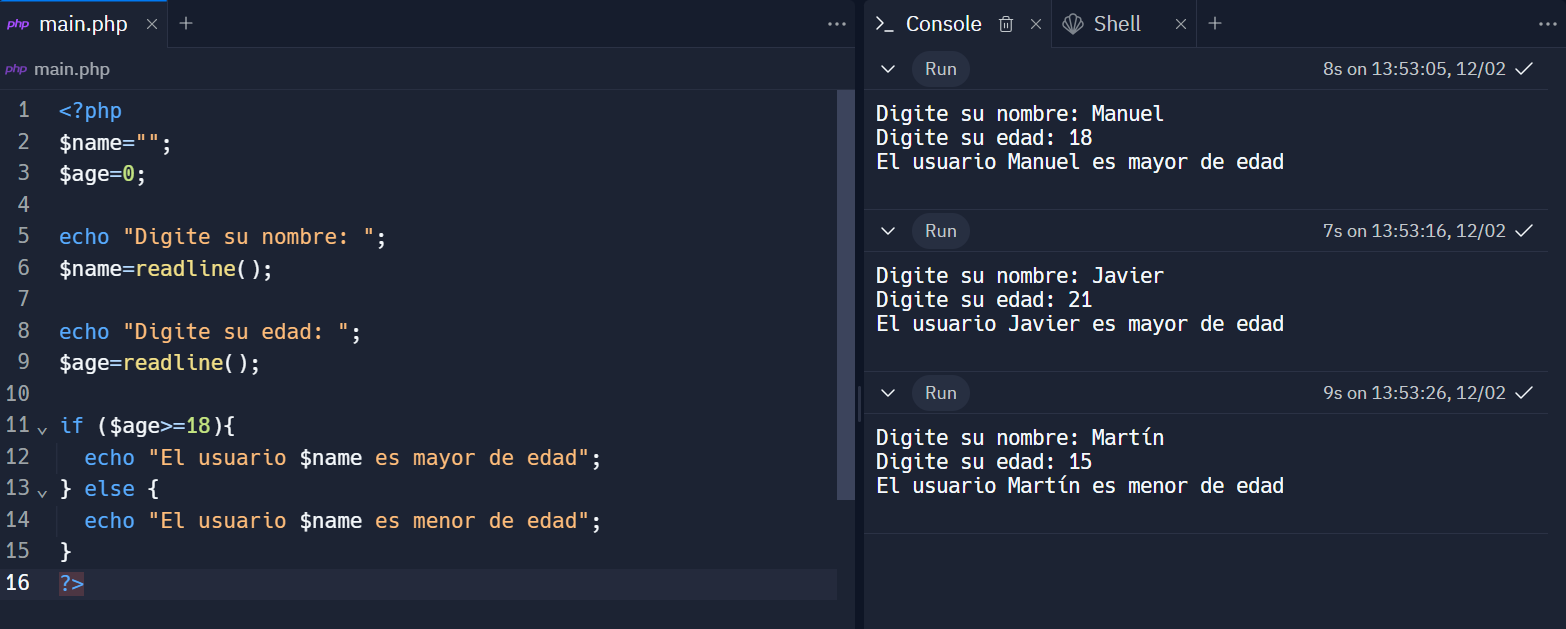 php main.php
php main.php
1 <?php
2 $name="";
3 $age=0;
4
5 echo "Digite su nombre: ";
6 $name=readline();
7
8 echo "Digite su edad: ";
9 $age=readline();
10
11 if ($age>=18){
12 echo "El usuario $name es mayor de edad";
13 } else {
14 echo "El usuario $name es menor de edad";
15 }
16 ?>
Console Shell
Run 8s on 13:53:05, 12/02
Digite su nombre: Manuel
Digite su edad: 18
El usuario Manuel es mayor de edad
Run 7s on 13:53:16, 12/02
Digite su nombre: Javier
Digite su edad: 21
El usuario Javier es mayor de edad
Run 9s on 13:53:26, 12/02
Digite su nombre: Martín
Digite su edad: 15
El usuario Martín es menor de edad